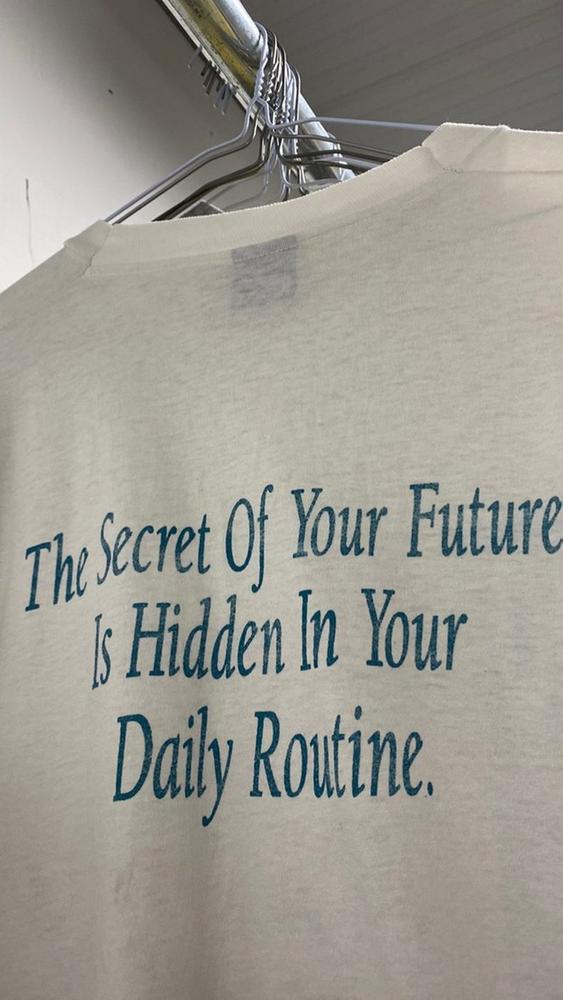 The Secret Of Your Future
Is Hidden In Your
Daily Routine.